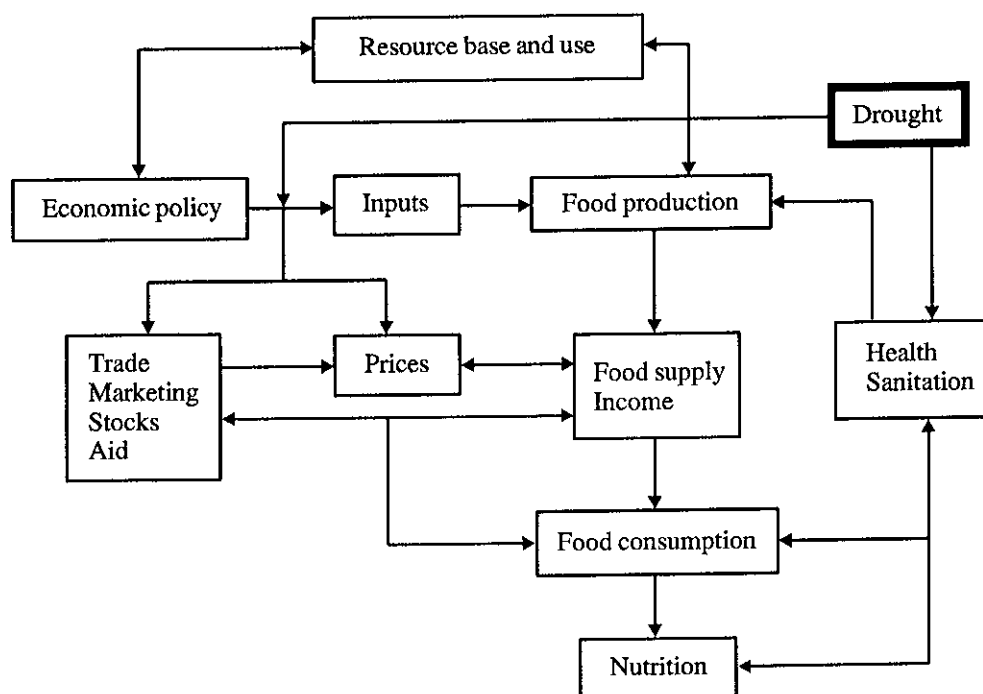 Resource base and use
Drought
Economic policy
Inputs
Food production
Trade
Marketing
Stocks
Aid
Prices
Food supply
Income
Health
Sanitation
Food consumption
Nutrition